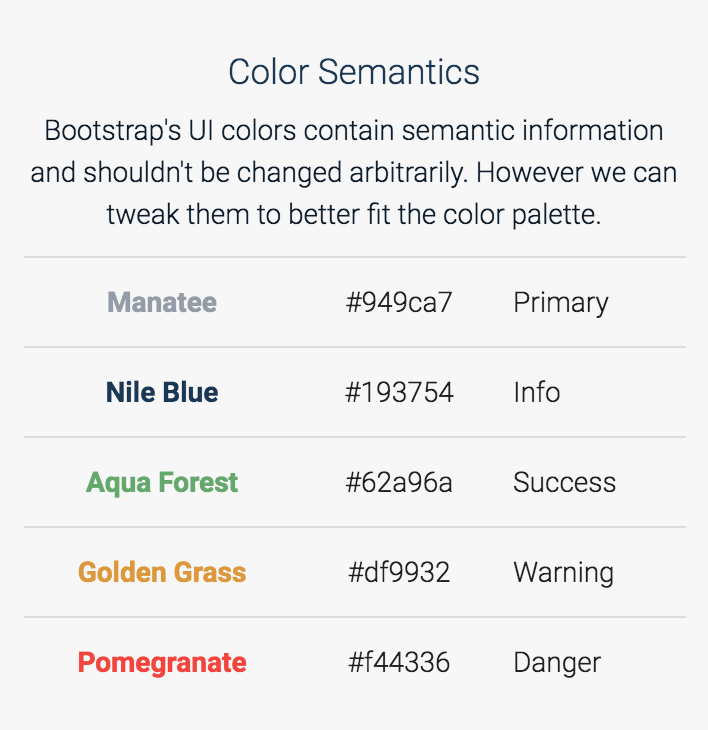 Color Semantics
Bootstrap's UI colors contain semantic information
and shouldn't be changed arbitrarily. However we can
tweak them to better fit the color palette.
Manatee #949ca7 Primary
Nile Blue #193754 Info
Aqua Forest #62a96a Success
Golden Grass #df9932 Warning
Pomegranate #f44336 Danger